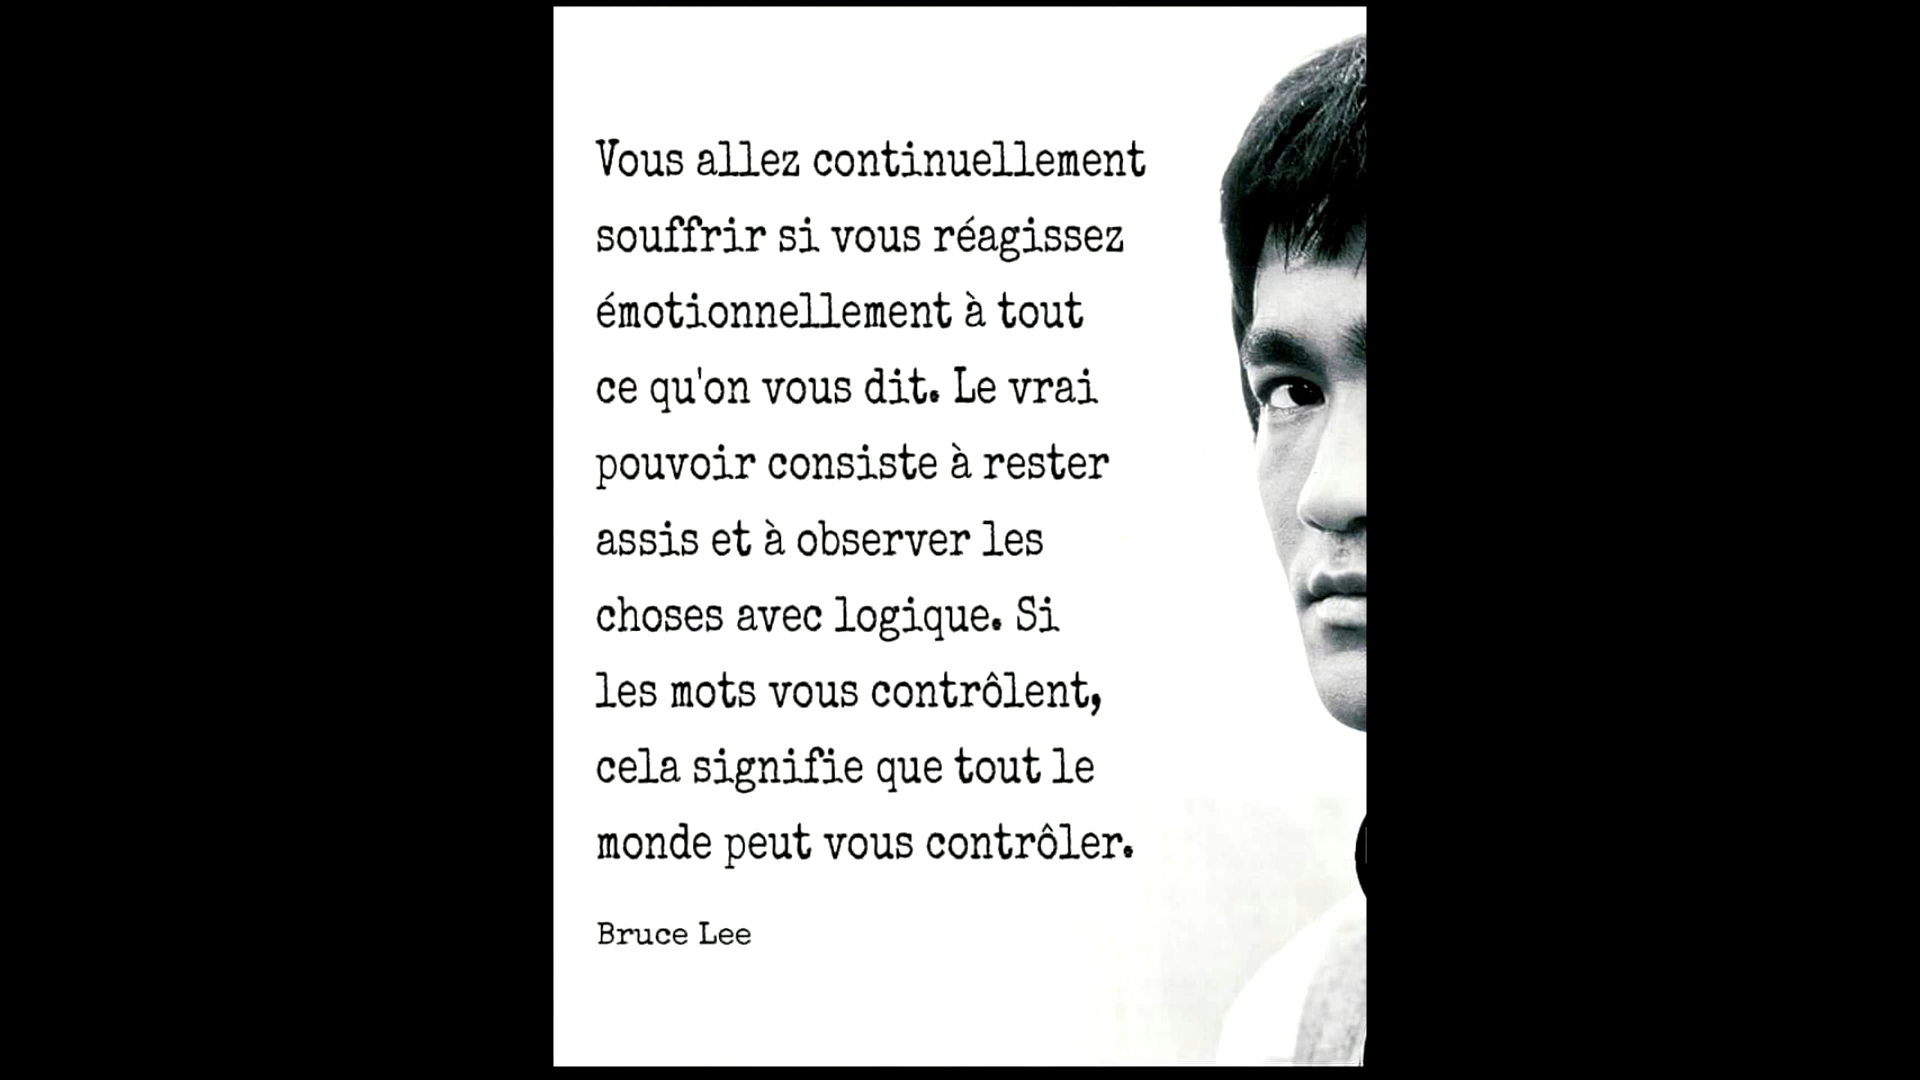 Vous allez continuellement
souffrir si vous réagissez
émotionnellement à tout
ce qu'on vous dit. Le vrai
pouvoir consiste à rester
assis et à observer les
choses avec logique. Si
les mots vous contrôlent,
cela signifie que tout le
monde peut vous contrôler.
Bruce Lee